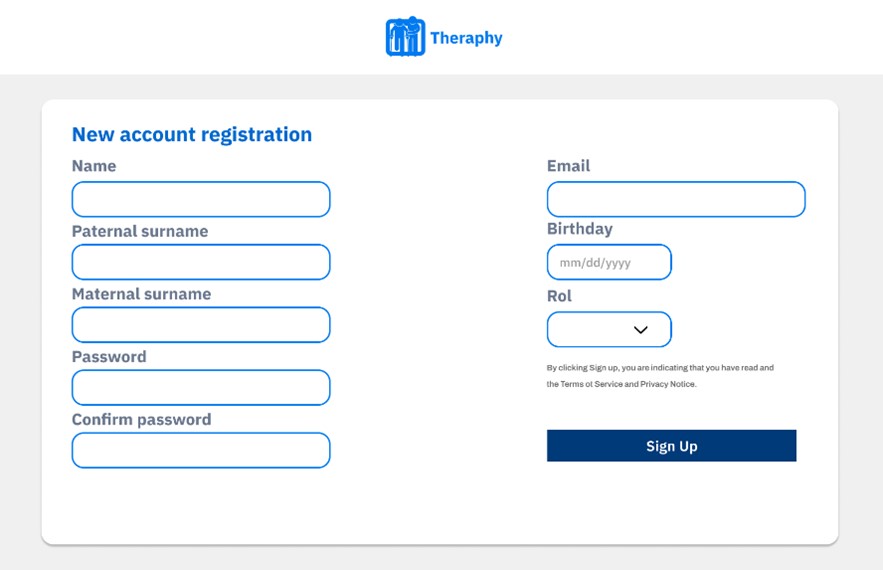 Theraphy
New account registration
Name
Paternal surname
Maternal surname
Password
Confirm password
Email
Birthday
mm/dd/yyyy
Rol
By clicking Sign up, you are indicating that you have read and
the Terms of Service and Privacy Notice.
Sign Up